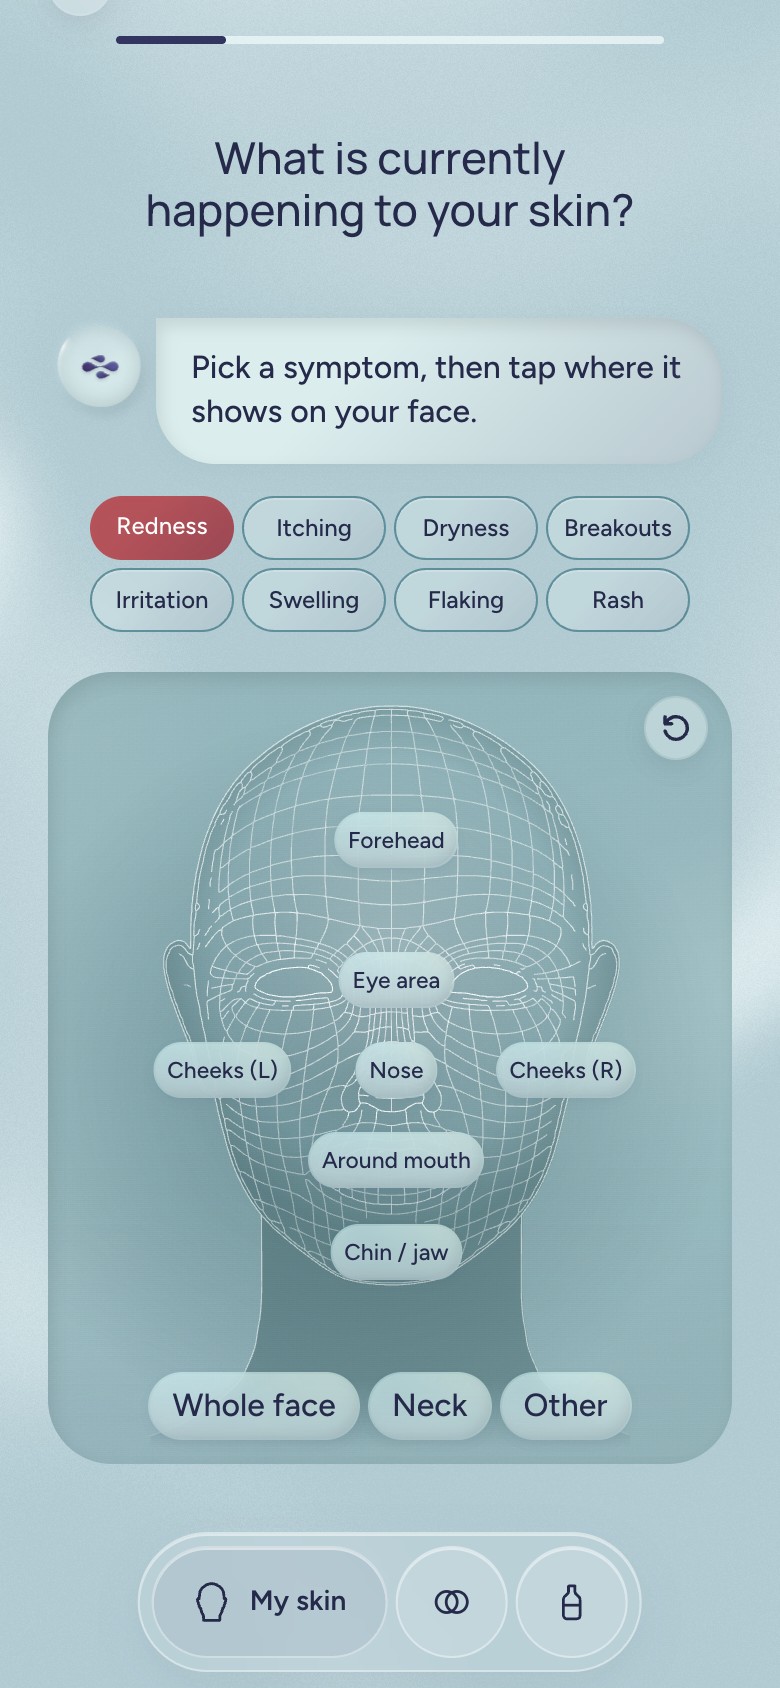 What is currently
happening to your skin?
Pick a symptom, then tap where it
shows on your face.
Redness
Itching
Dryness
Breakouts
Irritation
Swelling
Flaking
Rash
Forehead
Eye area
Cheeks (L)
Nose
Cheeks (R)
Around mouth
Chin / jaw
Whole face
Neck
Other
My skin